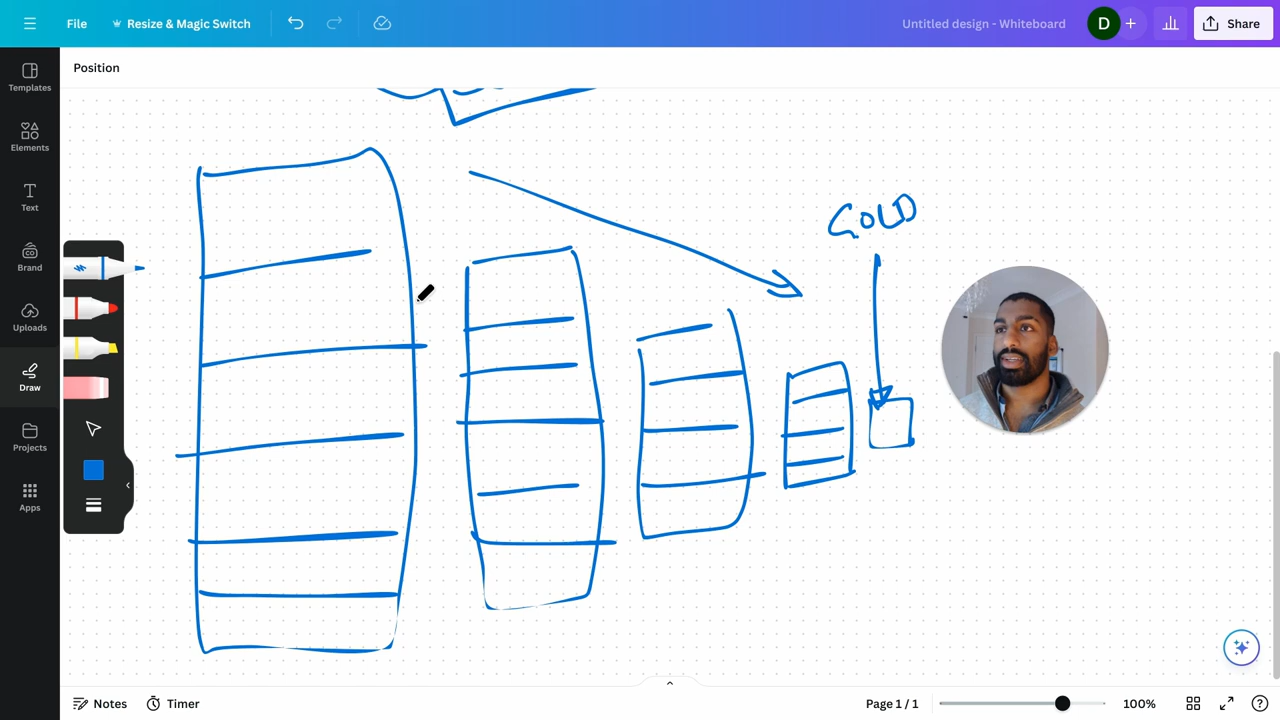 File
Resize & Magic Switch
Untitled design - Whiteboard
D
+
Share
Templates
Position
Elements
Text
Brand
Uploads
Draw
Projects
Apps
GOLD
Notes
Timer
Page 1 / 1
100%
?